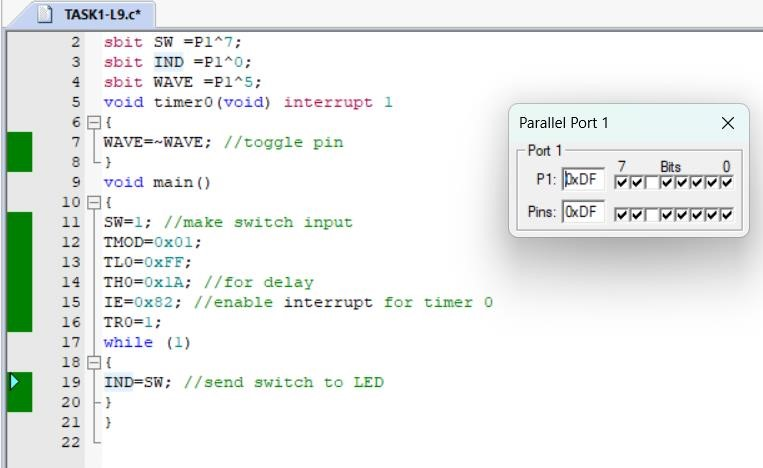 TASK1-L9.c*
2 sbit SW =P1^7;
3 sbit IND =P1^0;
4 sbit WAVE =P1^5;
5 void timer0(void) interrupt 1
6 {
7 WAVE=~WAVE; //toggle pin
8 }
9 void main()
10 {
11 SW=1; //make switch input
12 TMOD=0x01;
13 TL0=0xFF;
14 TH0=0x1A; //for delay
15 IE=0x82; //enable interrupt for timer 0
16 TR0=1;
17 while (1)
18 {
19 IND=SW; //send switch to LED
20 }
21 }
22
Parallel Port 1
Port 1
7 Bits 0
P1: 0xDF
Pins: 0xDF